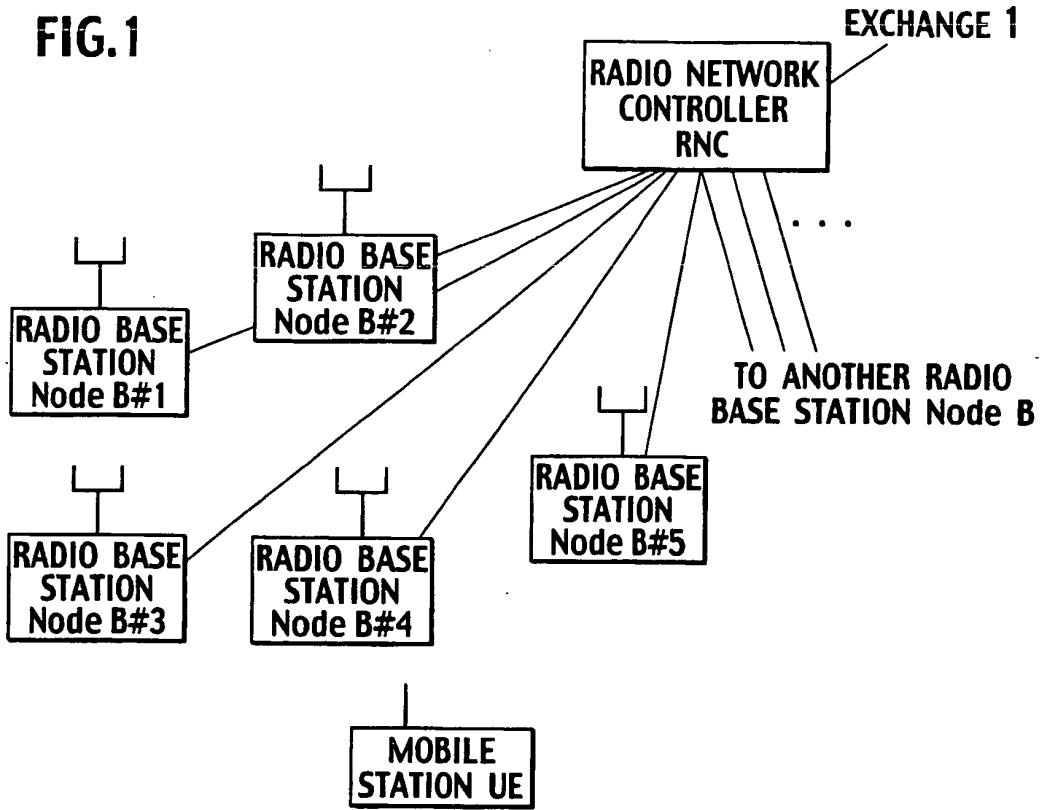 FIG.1
EXCHANGE 1
RADIO NETWORK
CONTROLLER
RNC
. . .
RADIO BASE
STATION
Node B#2
RADIO BASE
STATION
Node B#1
TO ANOTHER RADIO
BASE STATION Node B
RADIO BASE
STATION
Node B#5
RADIO BASE
STATION
Node B#3
RADIO BASE
STATION
Node B#4
MOBILE
STATION UE